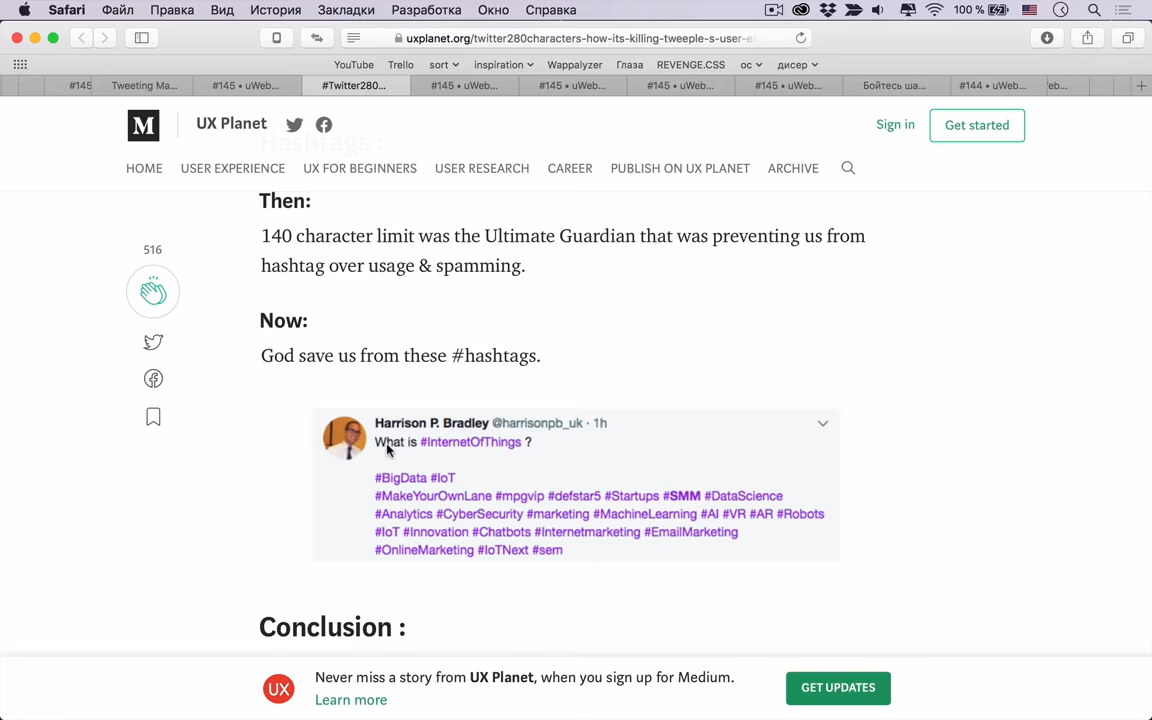 Safari Файл Правка Вид История Закладки Разработка Окно Справка 100 %
uxplanet.org/twitter280characters-how-its-killing-tweeple-s-user-e
YouTube Trello sort inspiration Wappalyzer Глаза REVENGE.CSS ос дисер
#145 Tweeting Ma... #145 • uWeb... #Twitter280... #145 • uWeb... #145 • uWeb... #145 • uWeb... #145 • uWeb... Бойтесь ша... #144 • uWeb... eb...
M UX Planet Sign in Get started
Hashtags :
HOME USER EXPERIENCE UX FOR BEGINNERS USER RESEARCH CAREER PUBLISH ON UX PLANET ARCHIVE
Then:
140 character limit was the Ultimate Guardian that was preventing us from
hashtag over usage & spamming.
516
Now:
God save us from these #hashtags.
Harrison P. Bradley @harrisonpb_uk · 1h
What is #InternetOfThings ?
#BigData #IoT
#MakeYourOwnLane #mpgvip #defstar5 #Startups #SMM #DataScience
#Analytics #CyberSecurity #marketing #MachineLearning #AI #VR #AR #Robots
#IoT #Innovation #Chatbots #Internetmarketing #EmailMarketing
#OnlineMarketing #IoTNext #sem
Conclusion :
UX Never miss a story from UX Planet, when you sign up for Medium.
Learn more
GET UPDATES